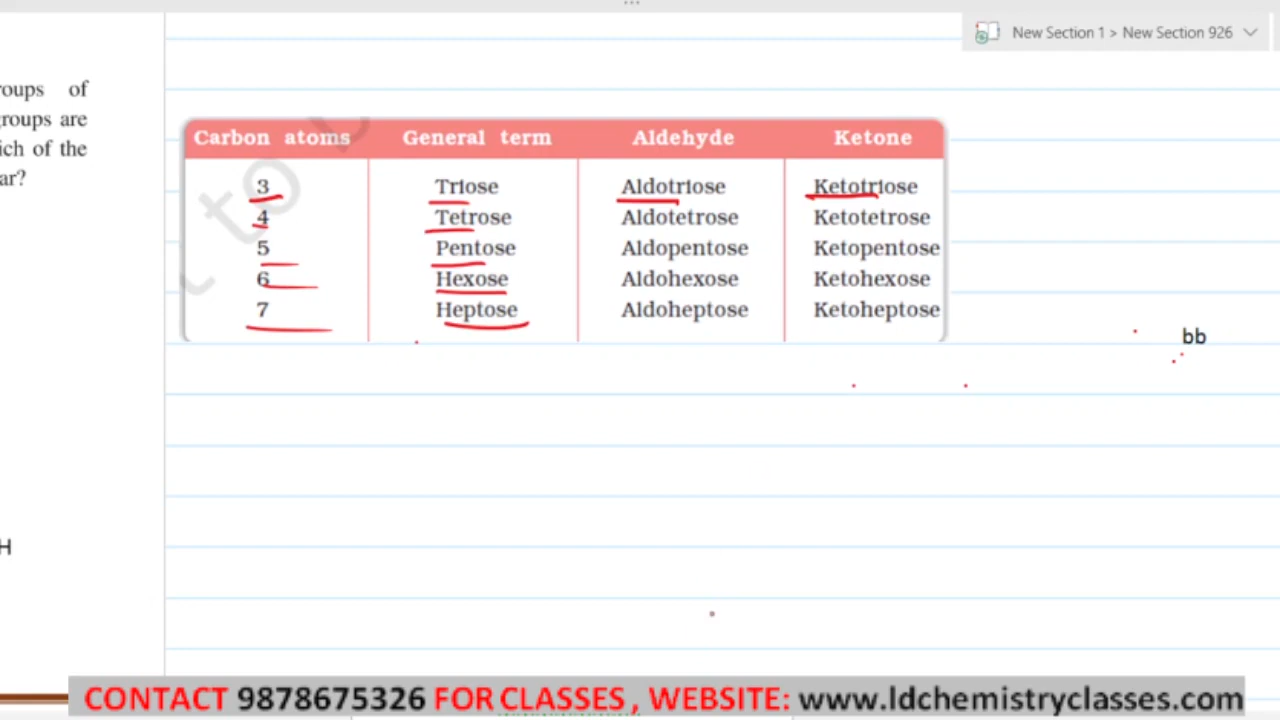 New Section 1 > New Section 926
roups of
groups are
ich of the
ar?
Carbon atoms General term Aldehyde Ketone
3 Triose Aldotriose Ketotriose
4 Tetrose Aldotetrose Ketotetrose
5 Pentose Aldopentose Ketopentose
6 Hexose Aldohexose Ketohexose
7 Heptose Aldoheptose Ketoheptose
bb
H
CONTACT 9878675326 FOR CLASSES , WEBSITE: www.ldchemistryclasses.com